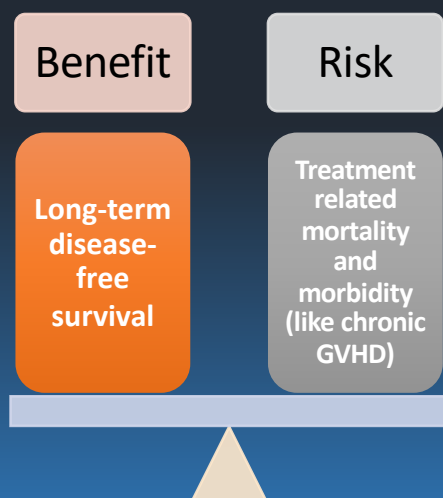 Benefit
Risk
Long-term
disease-
free
survival
Treatment
related
mortality
and
morbidity
(like chronic
GVHD)